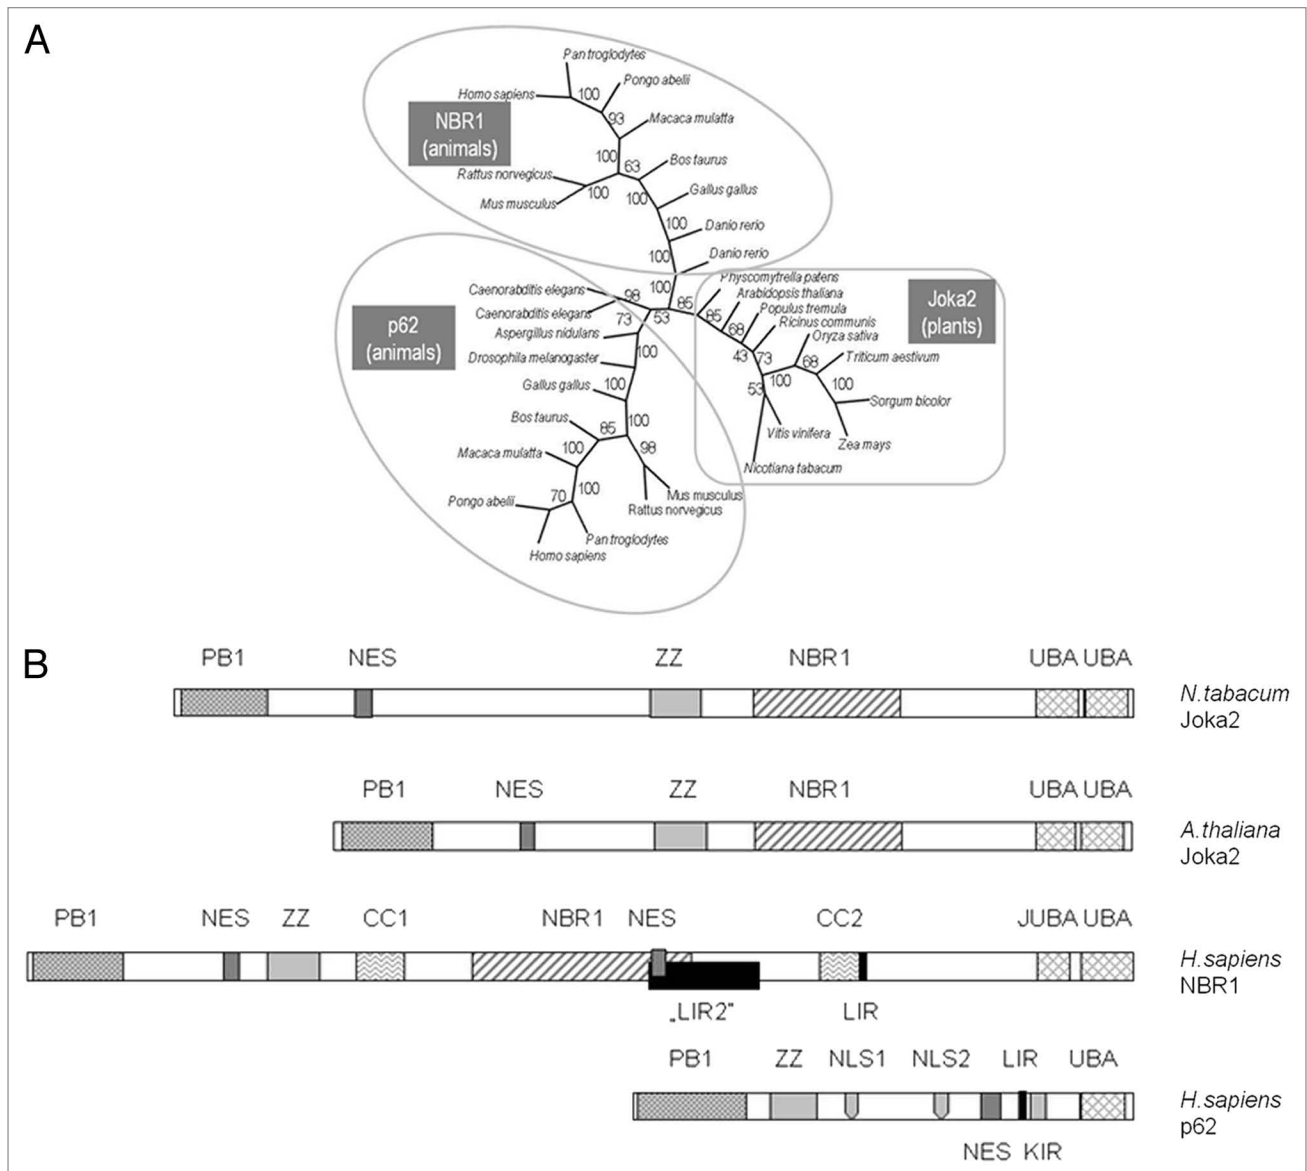 A
Pan troglodytes
Pongo abelii
Homo sapiens
100
NBR1
(animals)
93
Macaca mulatta
100
63
Bos taurus
Rattus norvegicus
100
Gallus gallus
100
Mus musculus
100
Danio rerio
100
Danio rerio
Physcomytrella patens
Caenorabditis elegans
98
100
85
Arabidopsis thaliana
Joka2
(plants)
Caenorabditis elegans
73
53
85
Populus tremula
p62
(animals)
Aspergillus nidulans
68
Ricinus communis
Oryza sativa
Drosophila melanogaster
100
43
73
68
Triticum aestivum
Gallus gallus
100
53
100
100
Sorgum bicolor
Bos taurus
85
100
Vitis vinifera
Zea mays
Macaca mulatta
100
98
Nicotiana tabacum
Pongo abelii
70
100
Mus musculus
Rattus norvegicus
Pan troglodytes
Homo sapiens
B
PB1 NES ZZ NBR1 UBA UBA
N.tabacum
Joka2
PB1 NES ZZ NBR1 UBA UBA
A.thaliana
Joka2
PB1 NES ZZ CC1 NBR1 NES CC2 JUBA UBA
H.sapiens
NBR1
„LIR2” LIR
PB1 ZZ NLS1 NLS2 LIR UBA
H.sapiens
p62
NES KIR